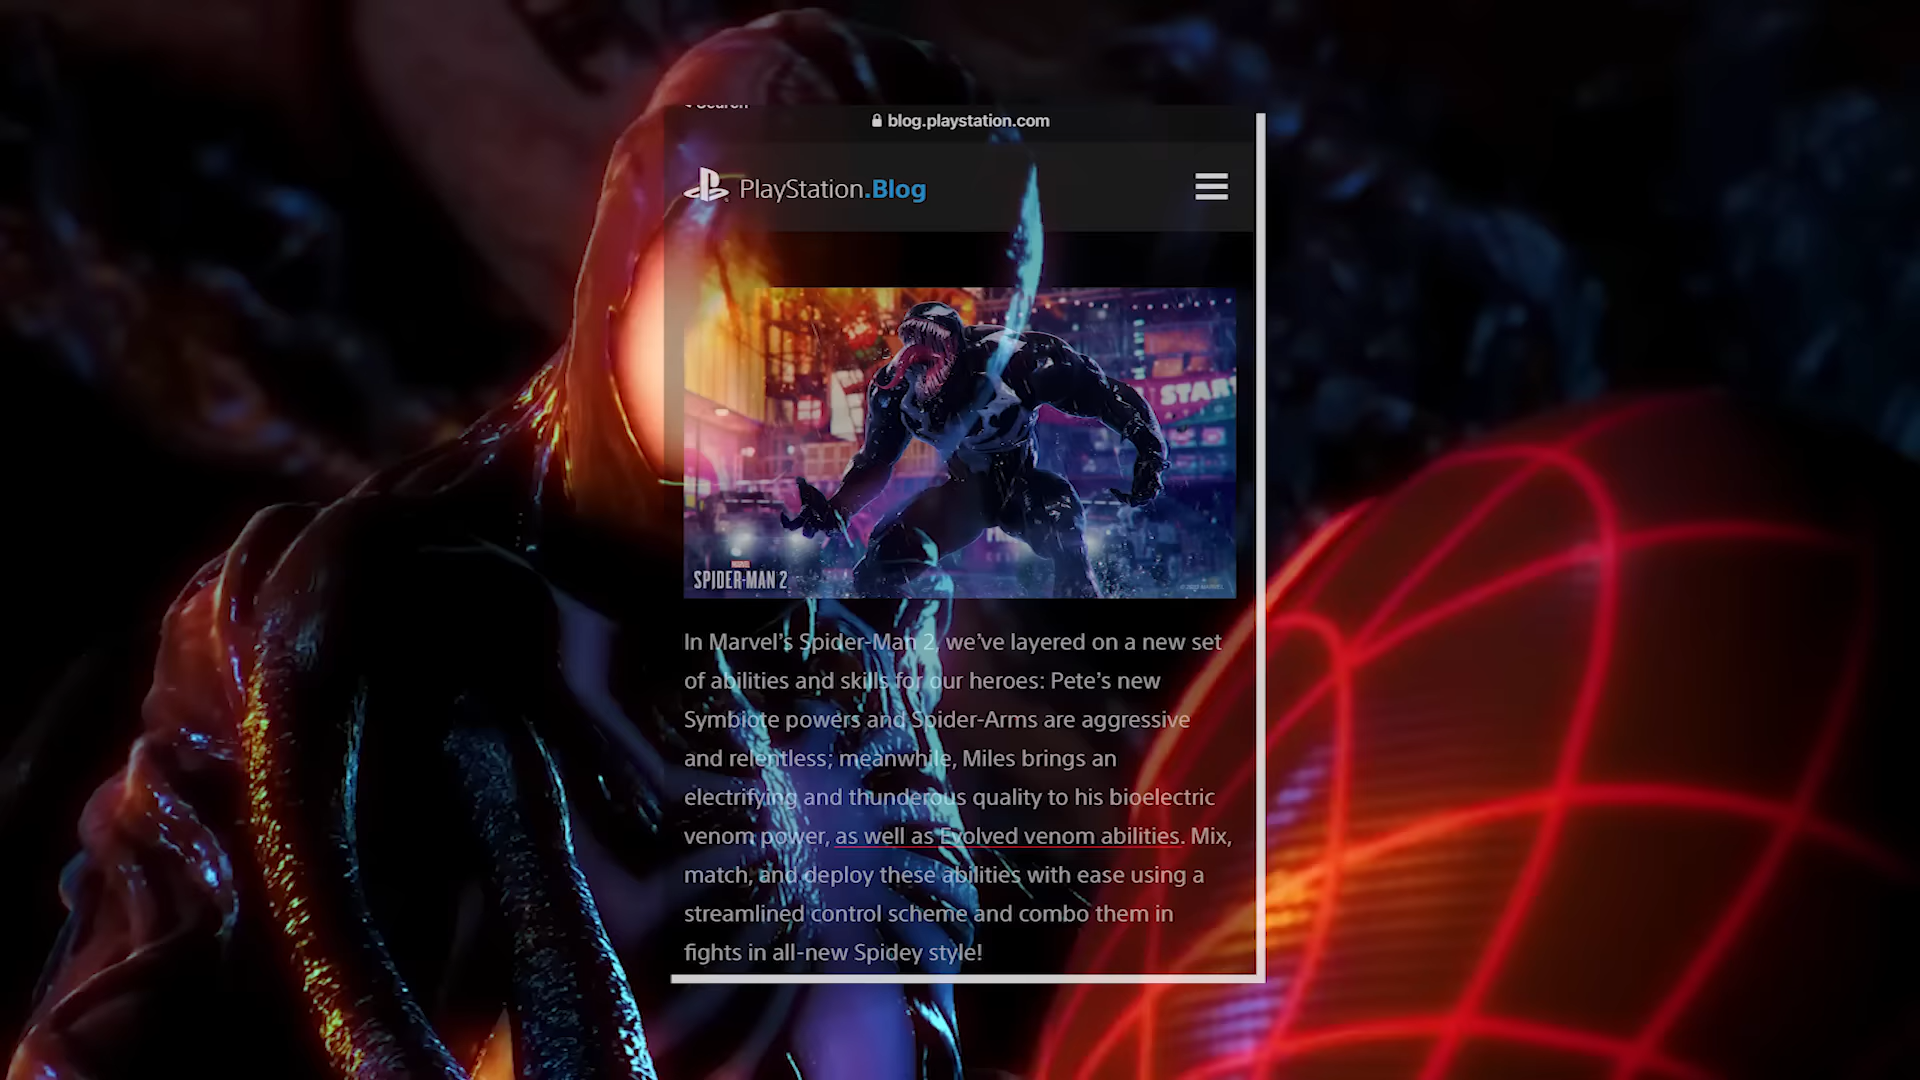 Search
blog.playstation.com
PlayStation.Blog
START
MARVEL
SPIDER-MAN 2
In Marvel’s Spider-Man 2, we’ve layered on a new set
of abilities and skills for our heroes: Pete’s new
Symbiote powers and Spider-Arms are aggressive
and relentless; meanwhile, Miles brings an
electrifying and thunderous quality to his bioelectric
venom power, as well as Evolved venom abilities. Mix,
match, and deploy these abilities with ease using a
streamlined control scheme and combo them in
fights in all-new Spidey style!